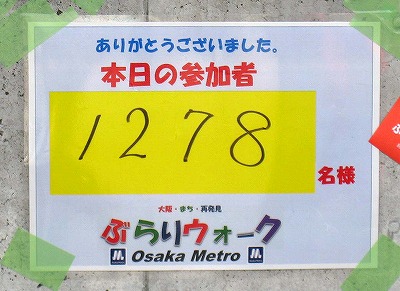 ありがとうございました。
本日の参加者
1278
名様
大阪・まち・再発見
ぶらりウォーク
Osaka Metro